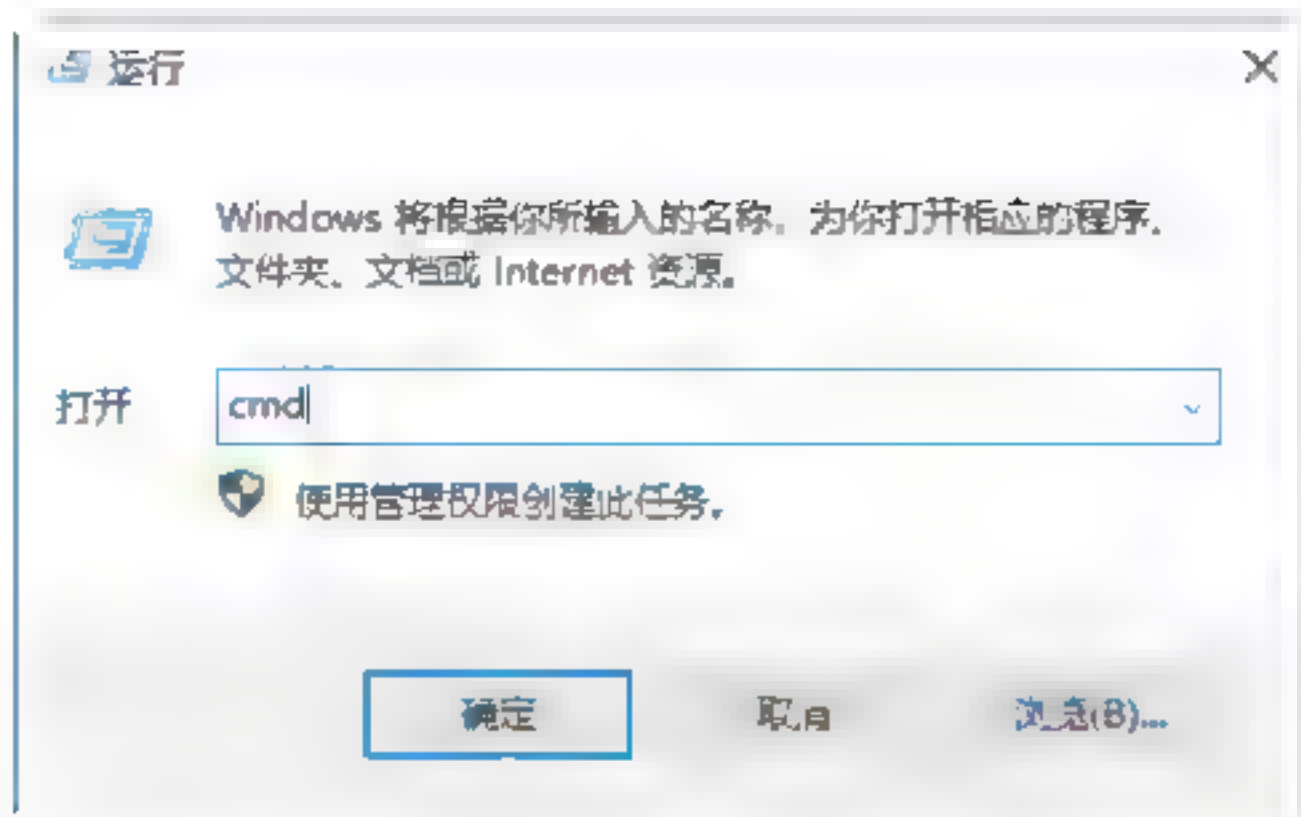 运行
Windows 将根据你所输入的名称，为你打开相应的程序、
文件夹、文档或 Internet 资源。
打开
cmd
使用管理权限创建此任务。
确定
取消
浏览(B)...